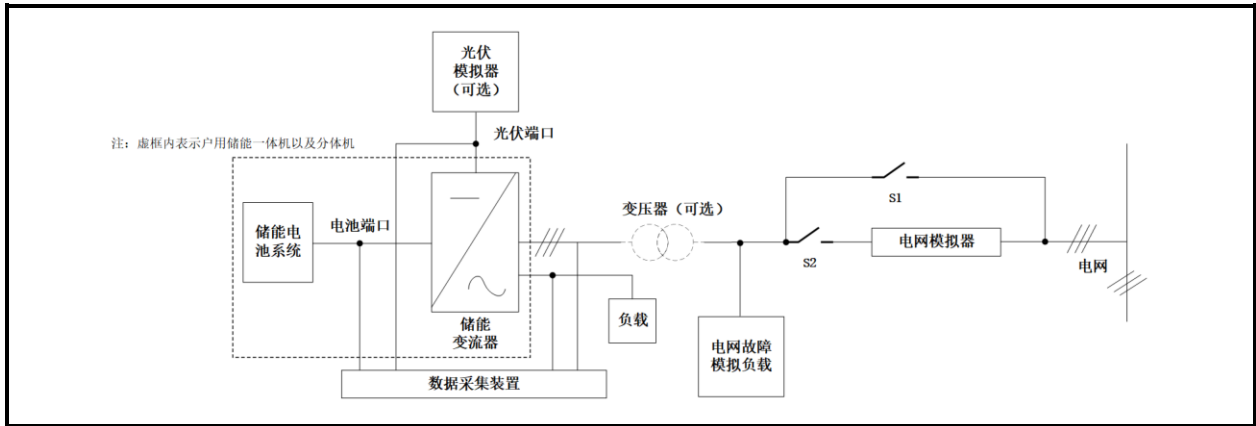 光伏
模拟器
（可选）
光伏端口
注：虚框内表示户用储能一体机以及分体机
储能电
池系统
电池端口
储能
变流器
变压器（可选）
负载
电网故障
模拟负载
S1
S2
电网模拟器
电网
数据采集装置